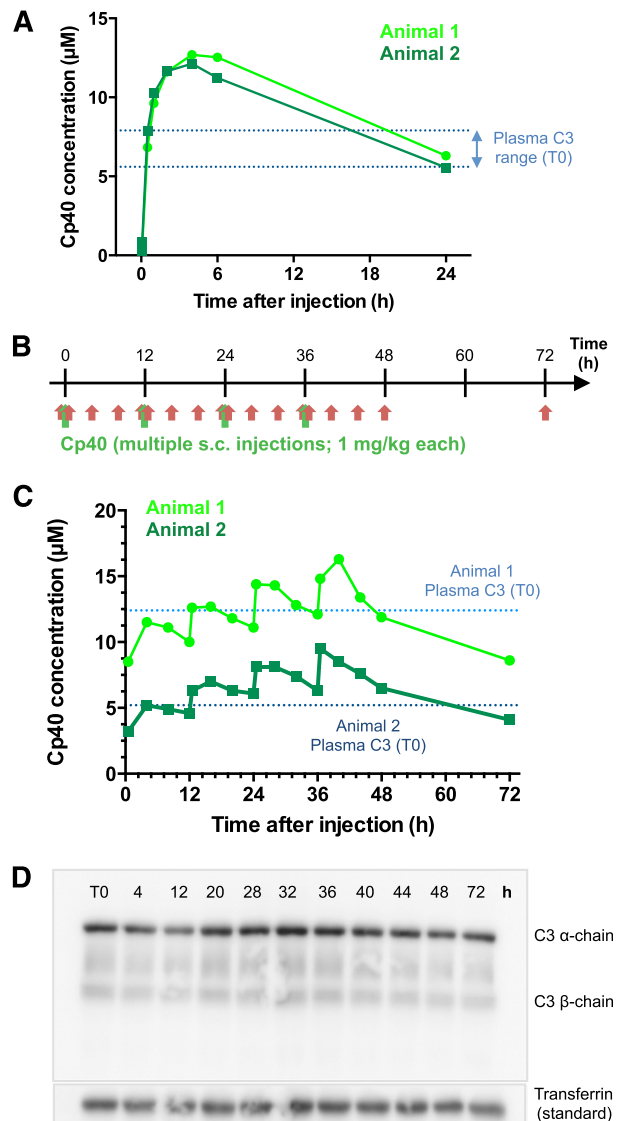 A
15
10
5
0
Cp40 concentration (µM)
Animal 1
Animal 2
Plasma C3
range (T0)
0 6 12 18 24
Time after injection (h)
B
0 12 24 36 48 60 72
Time
(h)
Cp40 (multiple s.c. injections; 1 mg/kg each)
C
Animal 1
Animal 2
20
15
10
5
0
Cp40 concentration (µM)
Animal 1
Plasma C3 (T0)
Animal 2
Plasma C3 (T0)
0 12 24 36 48 60 72
Time after injection (h)
D
T0 4 12 20 28 32 36 40 44 48 72 h
C3 α-chain
C3 β-chain
Transferrin
(standard)